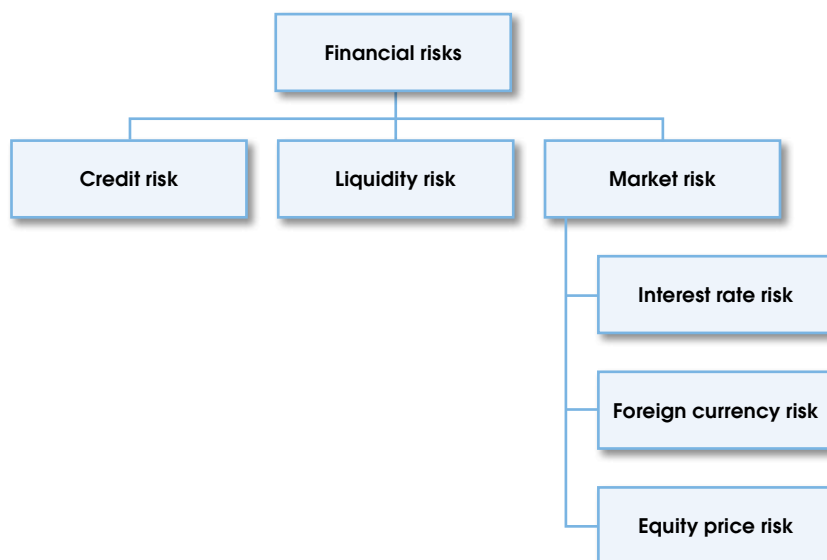 Financial risks
Credit risk
Liquidity risk
Market risk
Interest rate risk
Foreign currency risk
Equity price risk